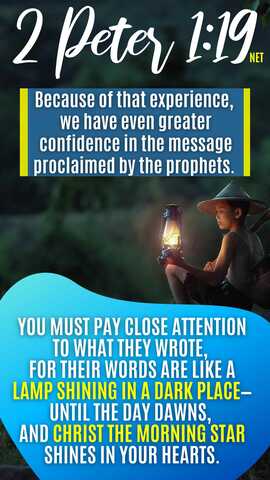 2 Peter 1:19
NET
Because of that experience,
we have even greater
confidence in the message
proclaimed by the prophets.
YOU MUST PAY CLOSE ATTENTION
TO WHAT THEY WROTE,
FOR THEIR WORDS ARE LIKE A
LAMP SHINING IN A DARK PLACE—
UNTIL THE DAY DAWNS,
AND CHRIST THE MORNING STAR
SHINES IN YOUR HEARTS.